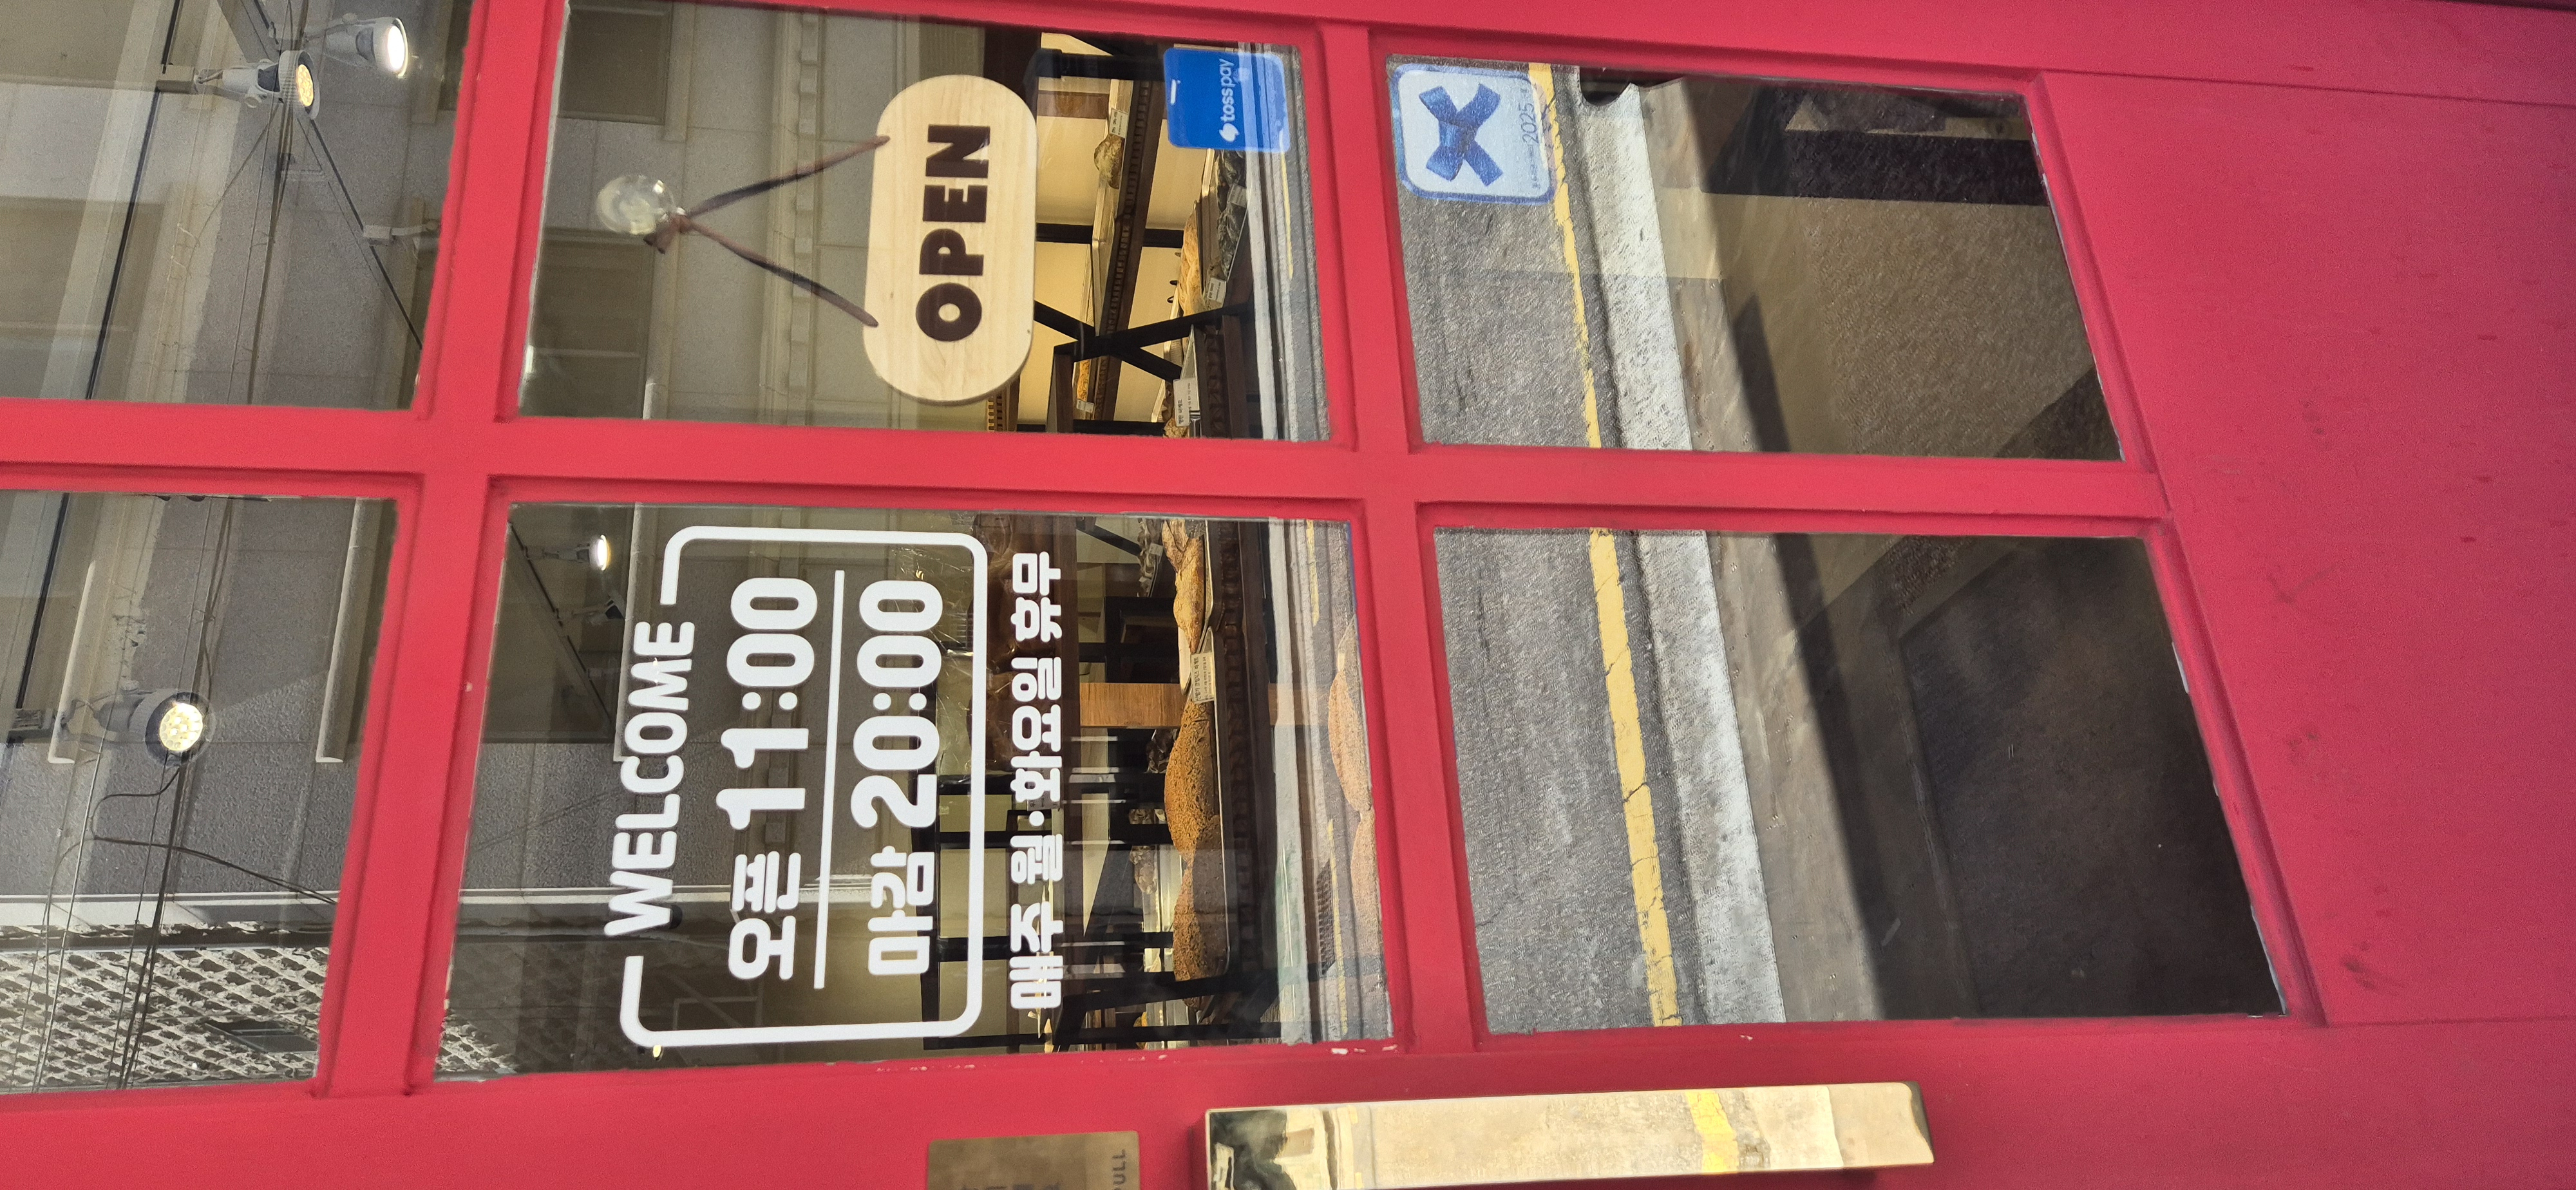 WELCOME
오픈 11:00
마감 20:00
매주 월·화요일 휴무
OPEN
toss pay
2025
PULL